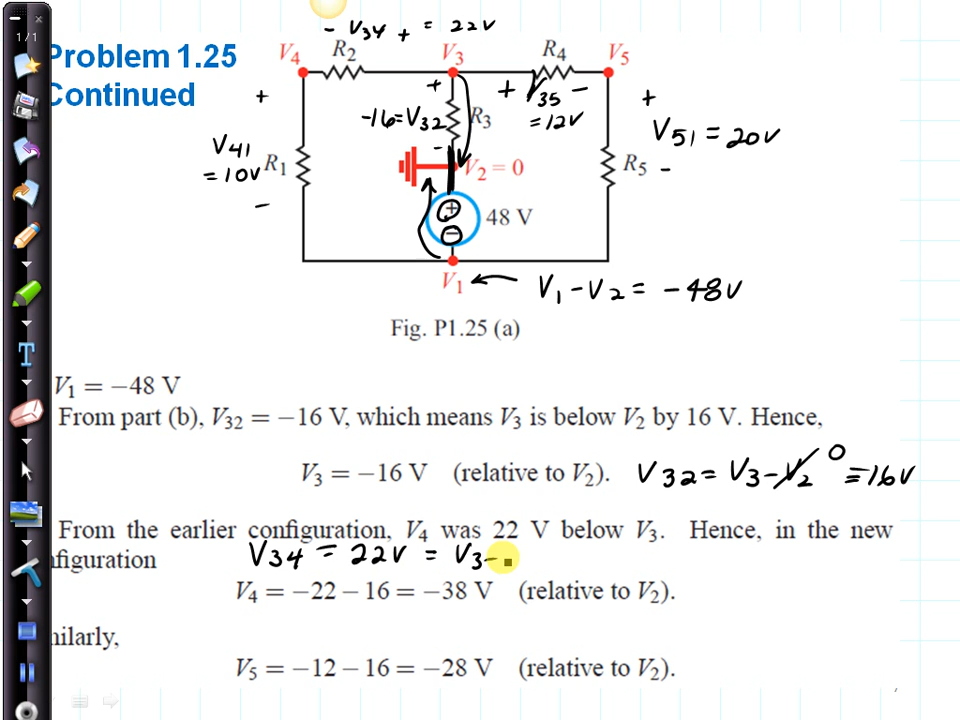 1/1
Problem 1.25
Continued
- V34 + = 22V
V4 R2 V3 R4 V5
+ + + V35 - +
-16=V32 R3 = 12V V51 = 20V
V41 R1 - V2 = 0 R5 -
= 10V
- + 48 V
-
V1 ← V1 - V2 = -48V
Fig. P1.25 (a)
V1 = −48 V
From part (b), V32 = −16 V, which means V3 is below V2 by 16 V. Hence,
V3 = −16 V (relative to V2). V32 = V3 - V2 0 = 16V
From the earlier configuration, V4 was 22 V below V3. Hence, in the new
nfiguration V34 = 22V = V3 -
V4 = −22 − 16 = −38 V (relative to V2).
nilarly,
V5 = −12 − 16 = −28 V (relative to V2).